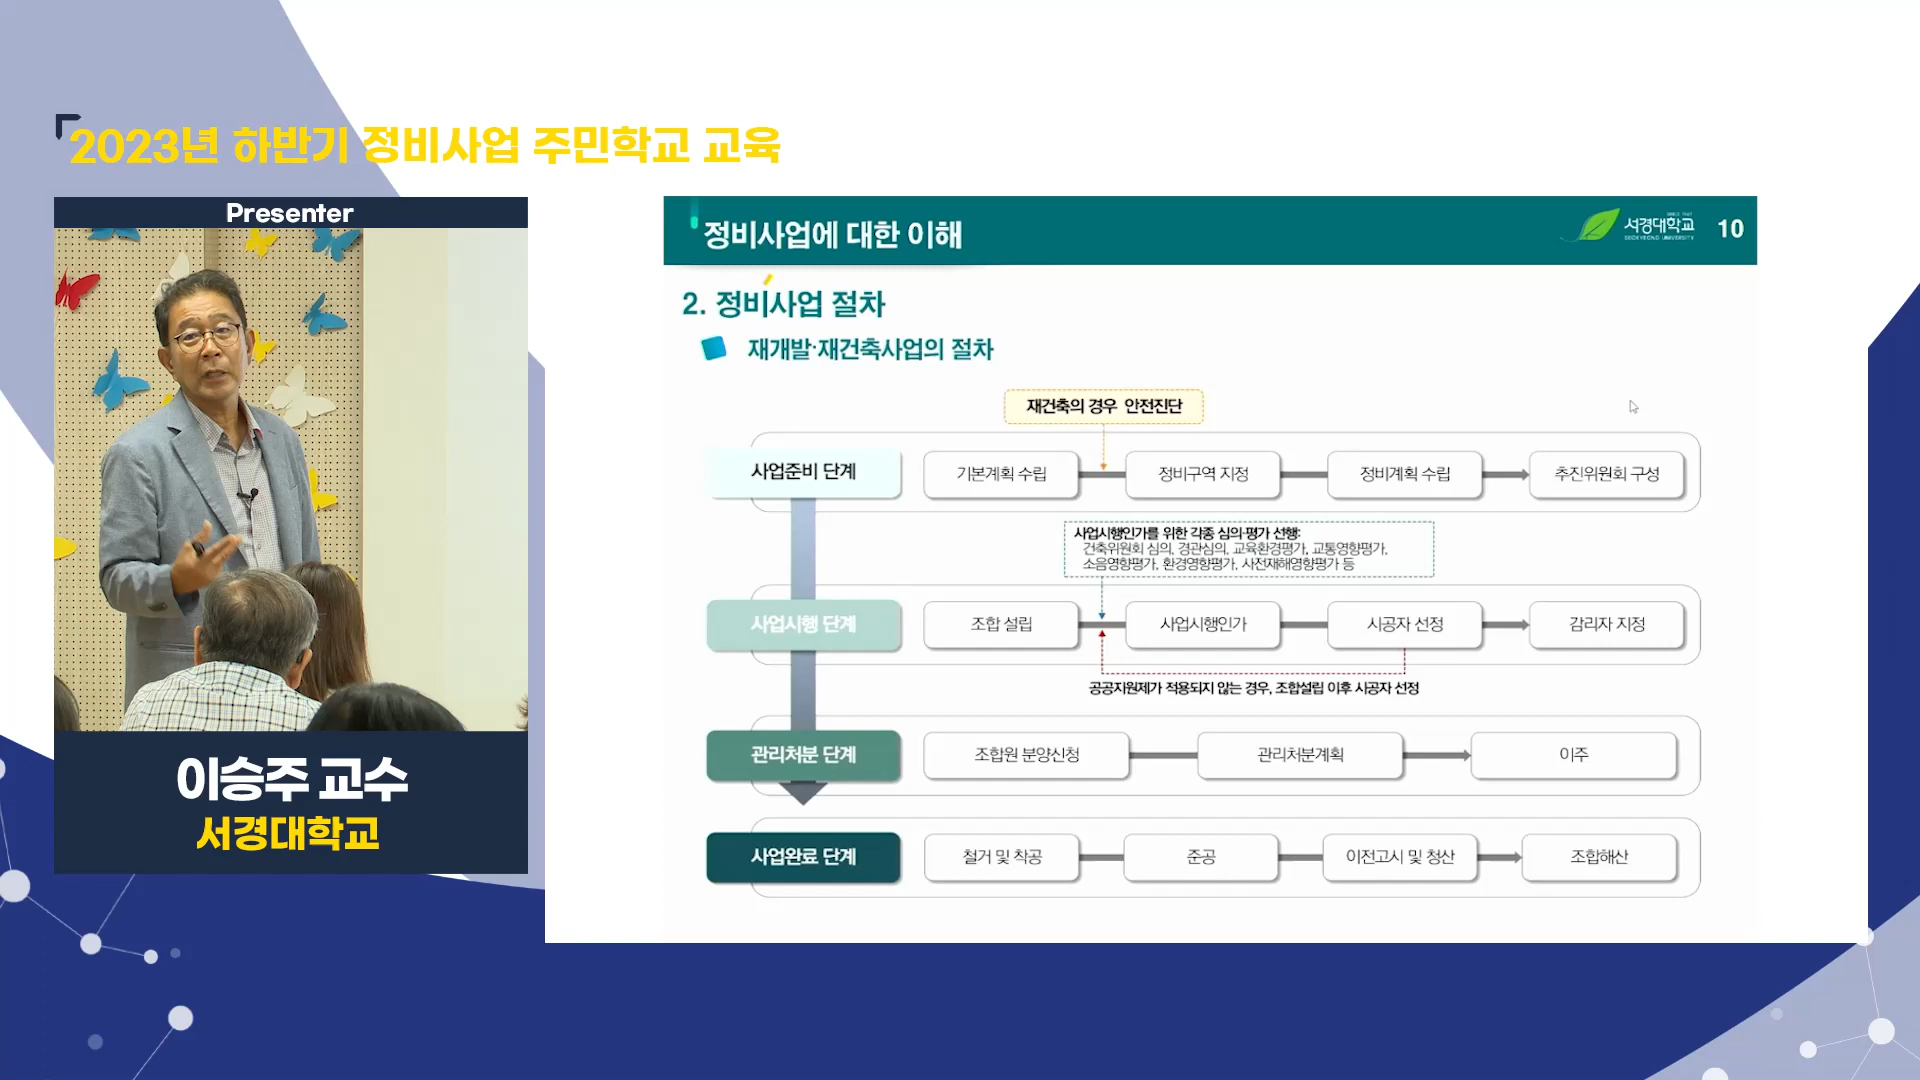 2023년 하반기 정비사업 주민학교 교육
Presenter
이승주 교수
서경대학교
정비사업에 대한 이해
서경대학교
SEOKYEONG UNIVERSITY
10
2. 정비사업 절차
재개발·재건축사업의 절차
재건축의 경우 안전진단
사업준비 단계
기본계획 수립
정비구역 지정
정비계획 수립
추진위원회 구성
사업시행인가를 위한 각종 심의·평가 선행:
건축위원회 심의, 경관심의, 교육환경평가, 교통영향평가,
소음영향평가, 환경영향평가, 사전재해영향평가 등
사업시행 단계
조합 설립
사업시행인가
시공자 선정
감리자 지정
공공지원제가 적용되지 않는 경우, 조합설립 이후 시공자 선정
관리처분 단계
조합원 분양신청
관리처분계획
이주
사업완료 단계
철거 및 착공
준공
이전고시 및 청산
조합해산